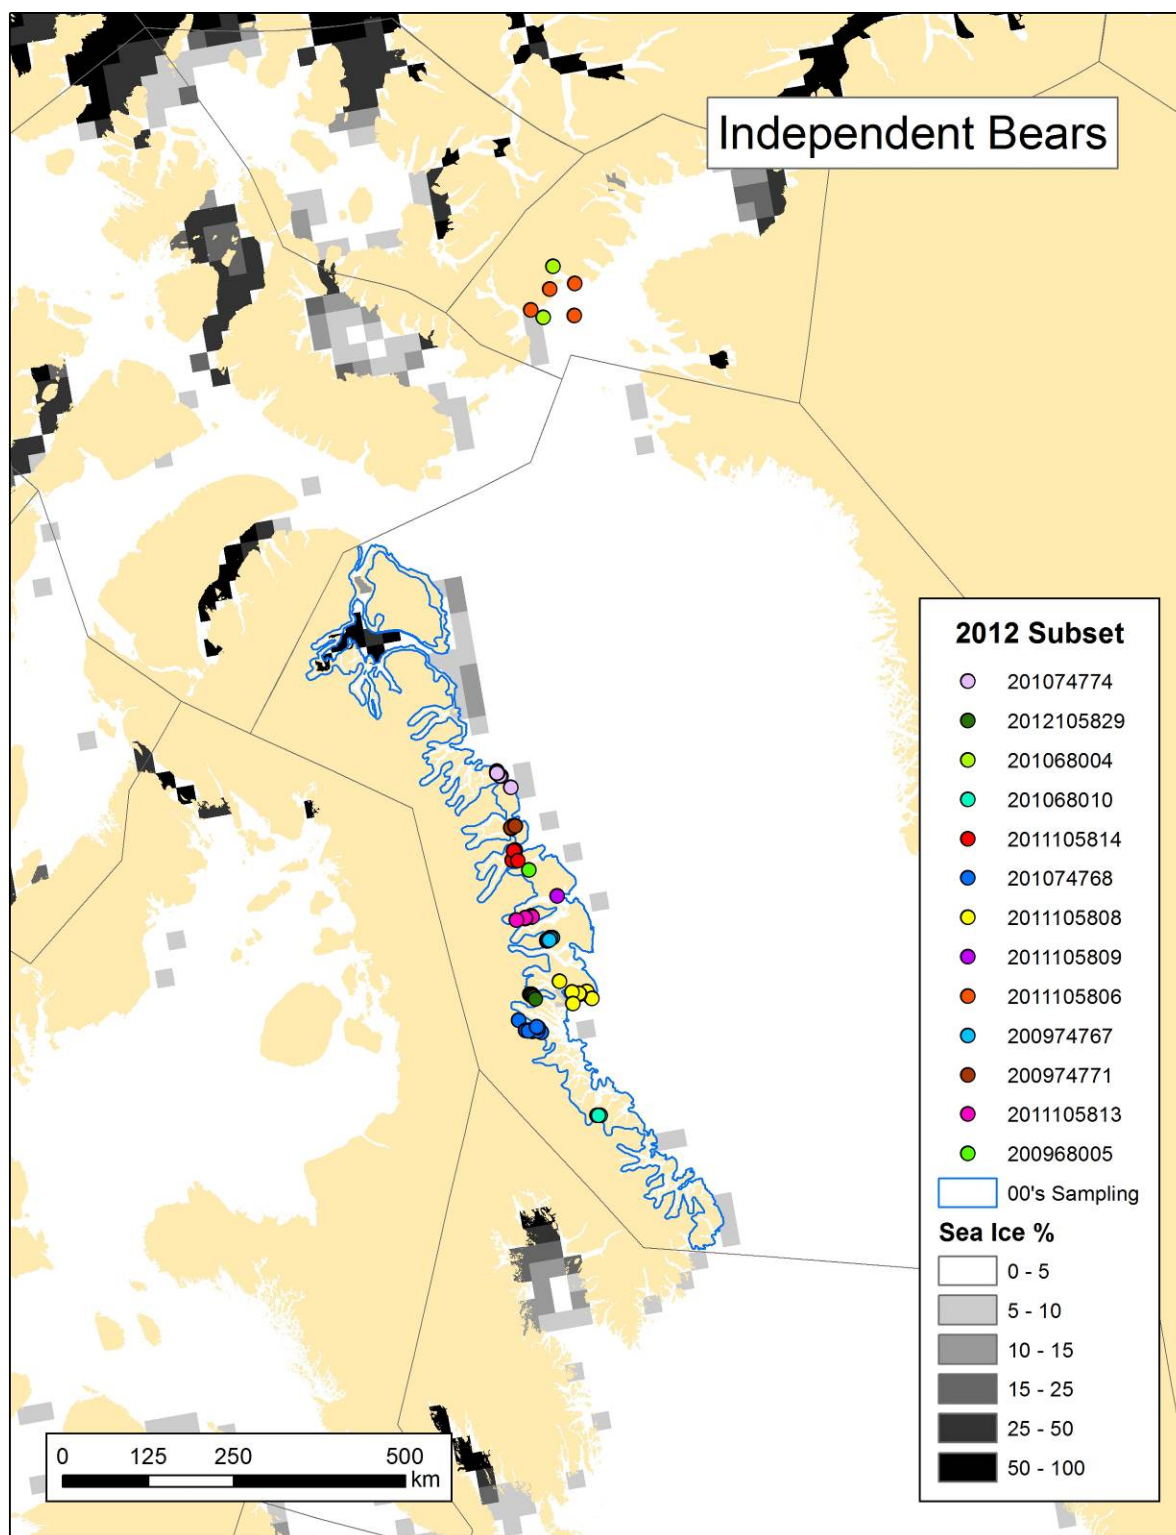 Independent Bears
2012 Subset
201074774
2012105829
201068004
201068010
2011105814
201074768
2011105808
2011105809
2011105806
200974767
200974771
2011105813
200968005
00's Sampling
Sea Ice %
0 - 5
5 - 10
10 - 15
15 - 25
25 - 50
50 - 100
0 125 250 500
km